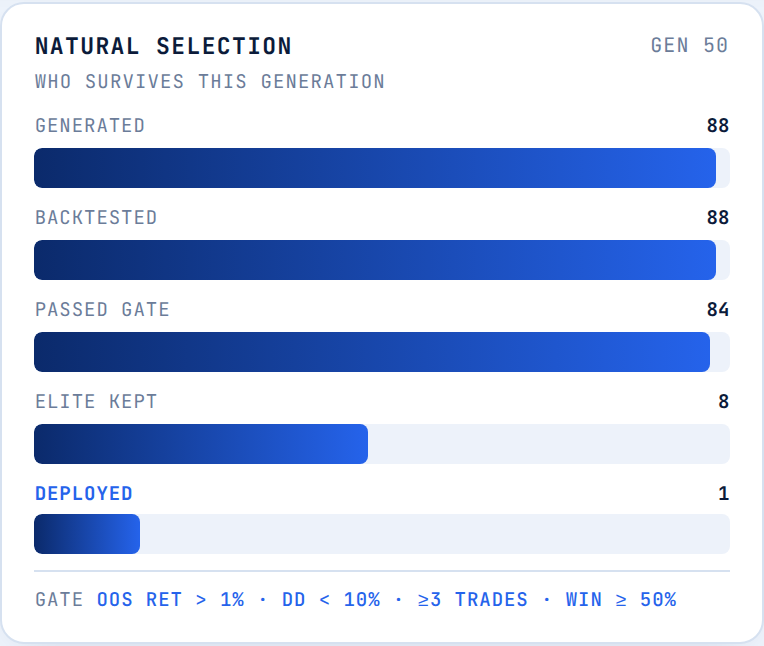 NATURAL SELECTION
GEN 50
WHO SURVIVES THIS GENERATION
GENERATED 88
BACKTESTED 88
PASSED GATE 84
ELITE KEPT 8
DEPLOYED 1
GATE OOS RET > 1% · DD < 10% · ≥3 TRADES · WIN ≥ 50%